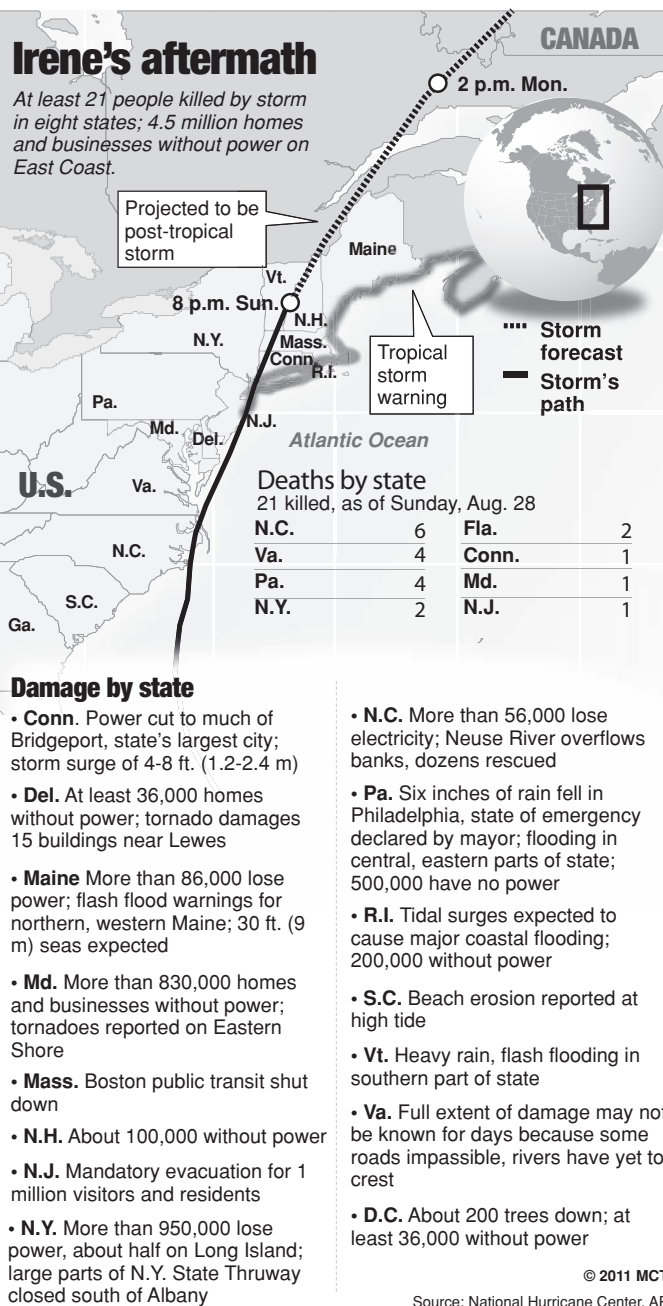 Irene's aftermath
At least 21 people killed by storm
in eight states; 4.5 million homes
and businesses without power on
East Coast.
CANADA
2 p.m. Mon.
Projected to be
post-tropical
storm
Maine
Vt.
8 p.m. Sun.
N.H.
N.Y.
Mass.
Conn.
R.I.
Tropical
storm
warning
Storm
forecast
Storm's
path
Pa.
N.J.
Md.
Del.
Atlantic Ocean
U.S.
Va.
N.C.
S.C.
Ga.
Deaths by state
21 killed, as of Sunday, Aug. 28
N.C. 6 Fla. 2
Va. 4 Conn. 1
Pa. 4 Md. 1
N.Y. 2 N.J. 1
Damage by state
• Conn. Power cut to much of
Bridgeport, state's largest city;
storm surge of 4-8 ft. (1.2-2.4 m)
• Del. At least 36,000 homes
without power; tornado damages
15 buildings near Lewes
• Maine More than 86,000 lose
power; flash flood warnings for
northern, western Maine; 30 ft. (9
m) seas expected
• Md. More than 830,000 homes
and businesses without power;
tornadoes reported on Eastern
Shore
• Mass. Boston public transit shut
down
• N.H. About 100,000 without power
• N.J. Mandatory evacuation for 1
million visitors and residents
• N.Y. More than 950,000 lose
power, about half on Long Island;
large parts of N.Y. State Thruway
closed south of Albany
• N.C. More than 56,000 lose
electricity; Neuse River overflows
banks, dozens rescued
• Pa. Six inches of rain fell in
Philadelphia, state of emergency
declared by mayor; flooding in
central, eastern parts of state;
500,000 have no power
• R.I. Tidal surges expected to
cause major coastal flooding;
200,000 without power
• S.C. Beach erosion reported at
high tide
• Vt. Heavy rain, flash flooding in
southern part of state
• Va. Full extent of damage may not
be known for days because some
roads impassible, rivers have yet to
crest
• D.C. About 200 trees down; at
least 36,000 without power
© 2011 MCT
Source: National Hurricane Center, AP